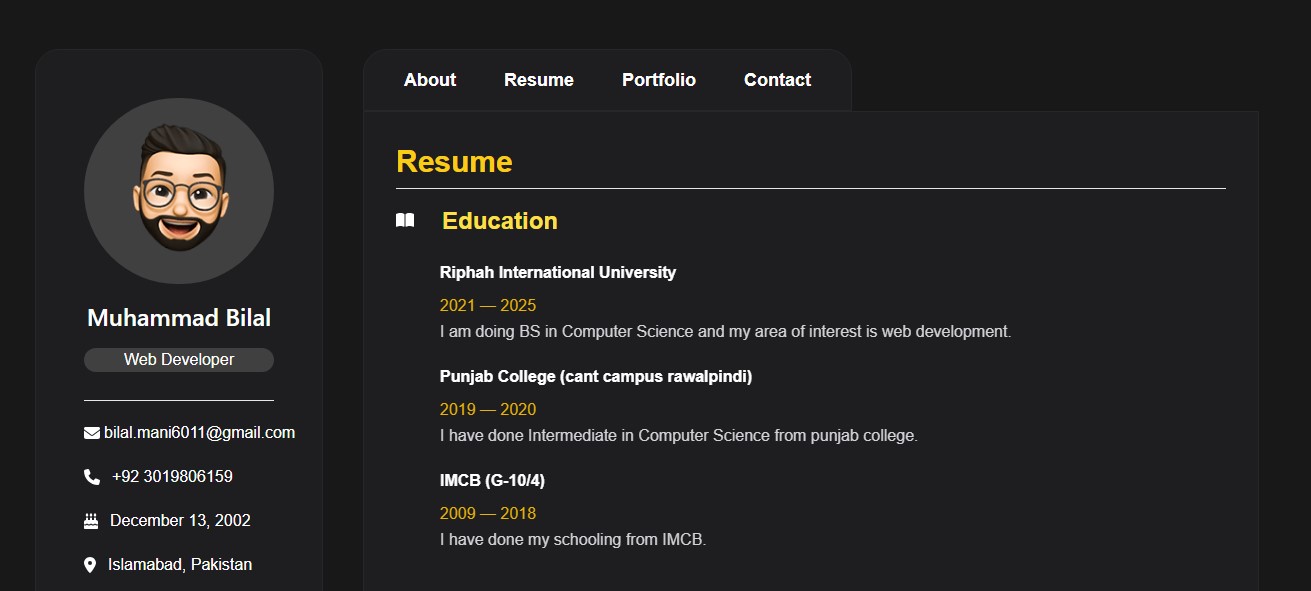 Muhammad Bilal
Web Developer
bilal.mani6011@gmail.com
+92 3019806159
December 13, 2002
Islamabad, Pakistan
About Resume Portfolio Contact
Resume
Education
Riphah International University
2021 — 2025
I am doing BS in Computer Science and my area of interest is web development.
Punjab College (cant campus rawalpindi)
2019 — 2020
I have done Intermediate in Computer Science from punjab college.
IMCB (G-10/4)
2009 — 2018
I have done my schooling from IMCB.